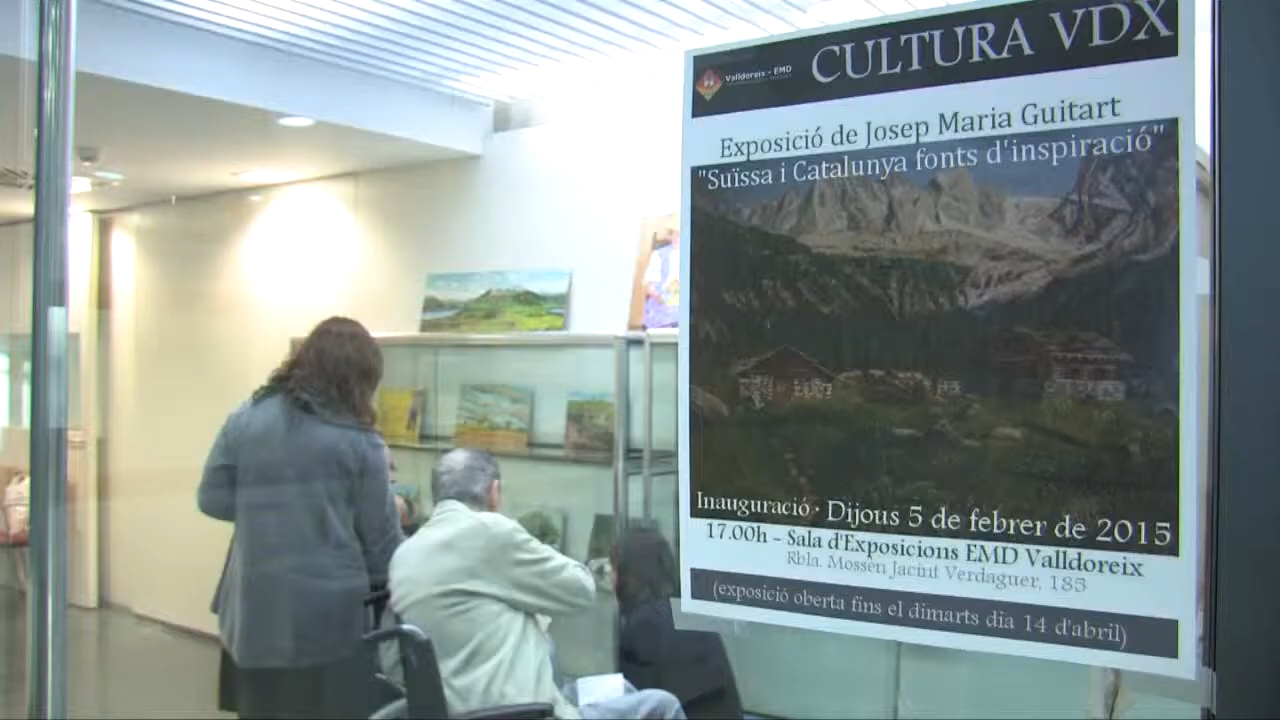 Valldoreix - EMD
CULTURA VDX
Exposició de Josep Maria Guitart
"Suïssa i Catalunya fonts d'inspiració"
Inauguració · Dijous 5 de febrer de 2015
17.00h – Sala d'Exposicions EMD Valldoreix
Rbla. Mossèn Jacint Verdaguer, 185
(exposició oberta fins el dimarts dia 14 d'abril)